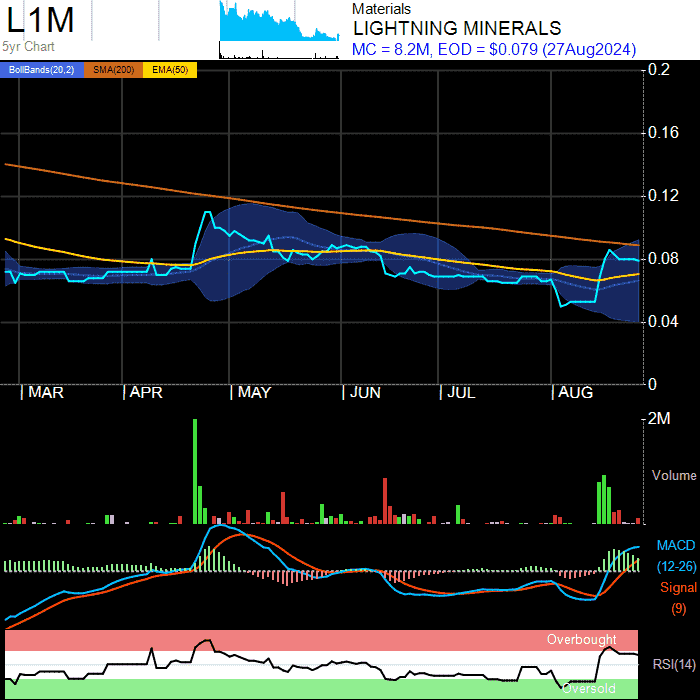 L1M
5yr Chart
Materials
LIGHTNING MINERALS
MC = 8.2M, EOD = $0.079 (27Aug2024)
BollBands(20,2) SMA(200) EMA(50)
0.2
0.16
0.12
0.08
0.04
0
MAR APR MAY JUN JUL AUG
2M
Volume
MACD
(12-26)
Signal
(9)
Overbought
RSI(14)
Oversold